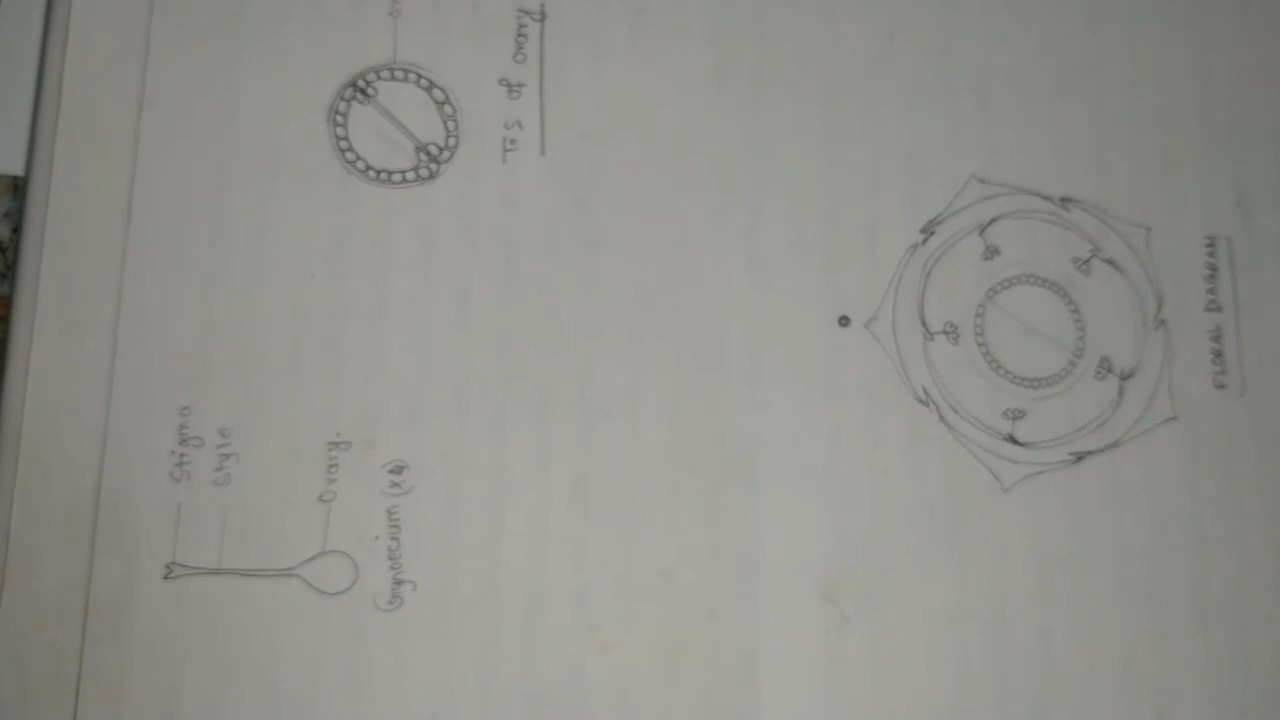 Stigma
Style
Ovary.
Gynoecium (x4)
T.S of ovary
FLORAL DIAGRAM